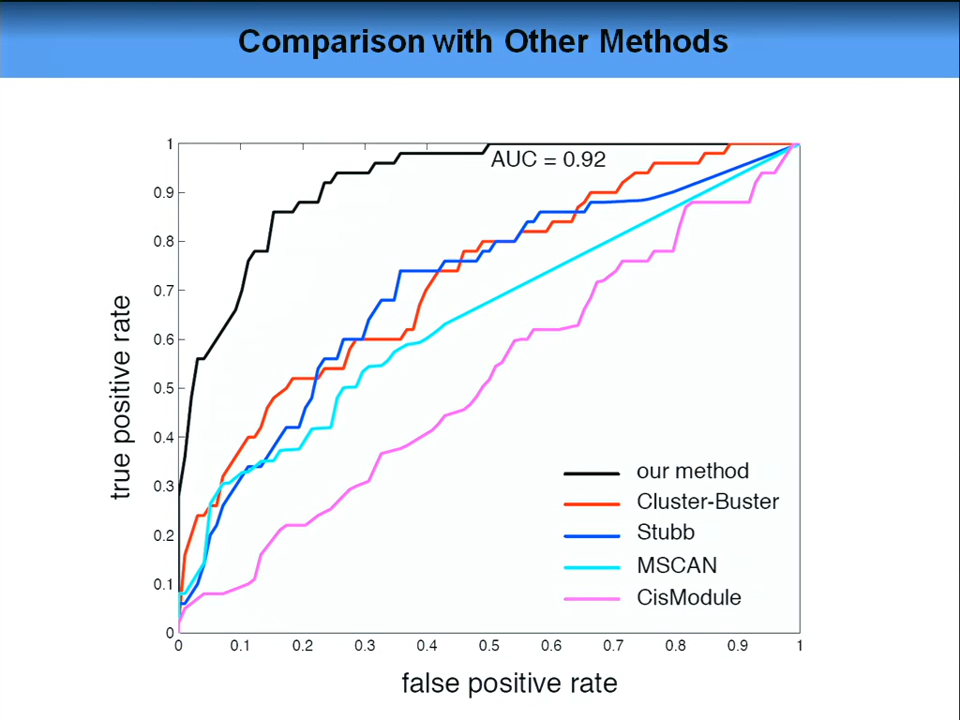 Comparison with Other Methods
1
AUC = 0.92
0.9
0.8
0.7
0.6
0.5
0.4
0.3
0.2
0.1
0
true positive rate
our method
Cluster-Buster
Stubb
MSCAN
CisModule
0 0.1 0.2 0.3 0.4 0.5 0.6 0.7 0.8 0.9 1
false positive rate